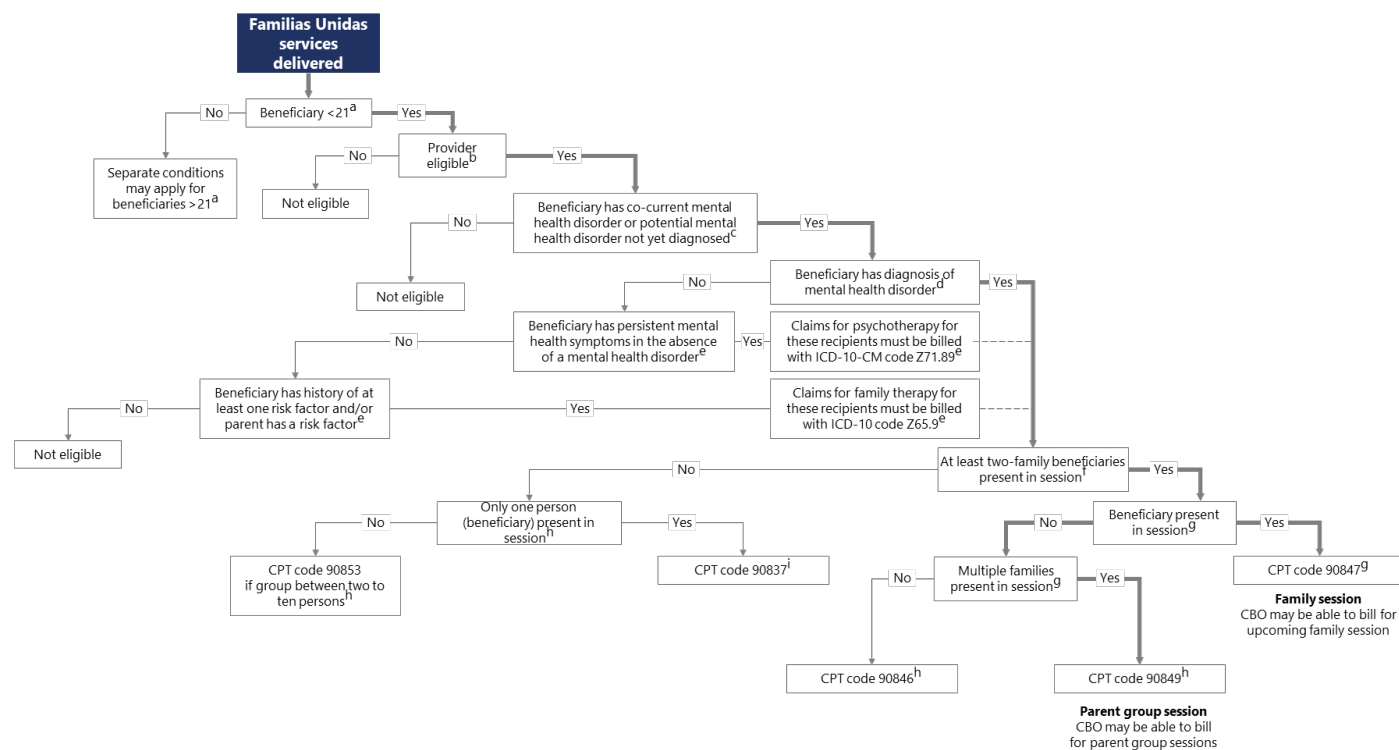 Familias Unidas
services
delivered
No
Beneficiary <21a
Yes
Provider
eligibleb
No
Yes
Separate conditions
may apply for
beneficiaries >21a
Not eligible
Beneficiary has co-current mental
health disorder or potential mental
health disorder not yet diagnosedc
No
Yes
Not eligible
Beneficiary has diagnosis of
mental health disorderd
No
Yes
Beneficiary has persistent mental
health symptoms in the absence
of a mental health disordere
No
Yes
Claims for psychotherapy for
these recipients must be billed
with ICD-10-CM code Z71.89e
Beneficiary has history of at
least one risk factor and/or
parent has a risk factore
No
Yes
Claims for family therapy for
these recipients must be billed
with ICD-10 code Z65.9e
Not eligible
At least two-family beneficiaries
present in sessionf
No
Yes
Only one person
(beneficiary) present in
sessionh
No
Yes
Beneficiary present
in sessiong
No
Yes
CPT code 90853
if group between two to
ten personsh
CPT code 90837i
Multiple families
present in sessiong
No
Yes
CPT code 90847g
Family session
CBO may be able to bill for
upcoming family session
CPT code 90846h
CPT code 90849h
Parent group session
CBO may be able to bill
for parent group sessions